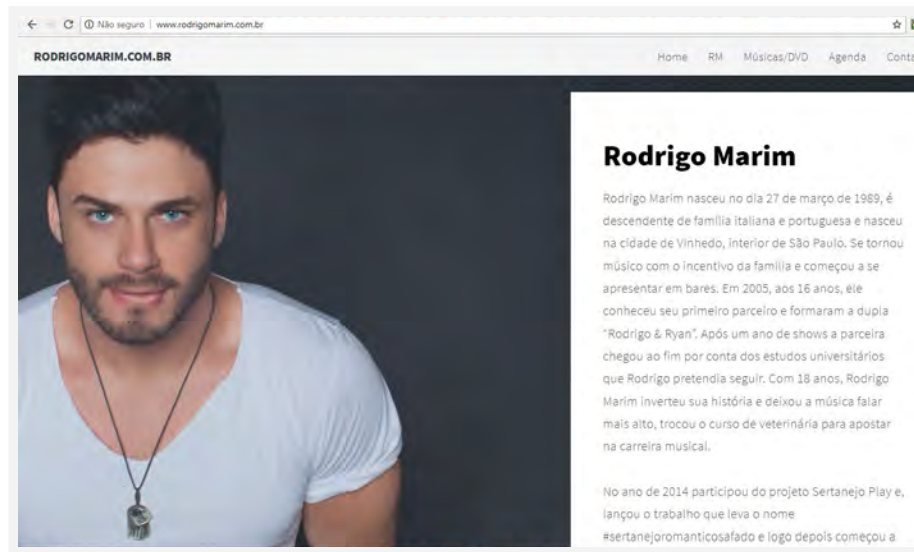 Não seguro | www.rodrigomarim.com.br
RODRIGOMARIM.COM.BR
Home RM Músicas/DVD Agenda Conta
Rodrigo Marim
Rodrigo Marim nasceu no dia 27 de março de 1989, é
descendente de família italiana e portuguesa e nasceu
na cidade de Vinhedo, interior de São Paulo. Se tornou
músico com o incentivo da família e começou a se
apresentar em bares. Em 2005, aos 16 anos, ele
conheceu seu primeiro parceiro e formaram a dupla
"Rodrigo & Ryan". Após um ano de shows a parceira
chegou ao fim por conta dos estudos universitários
que Rodrigo pretendia seguir. Com 18 anos, Rodrigo
Marim inverteu sua história e deixou a música falar
mais alto, trocou o curso de veterinária para apostar
na carreira musical.
No ano de 2014 participou do projeto Sertanejo Play e,
lançou o trabalho que leva o nome
#sertanejoromanticosafado e logo depois começou a